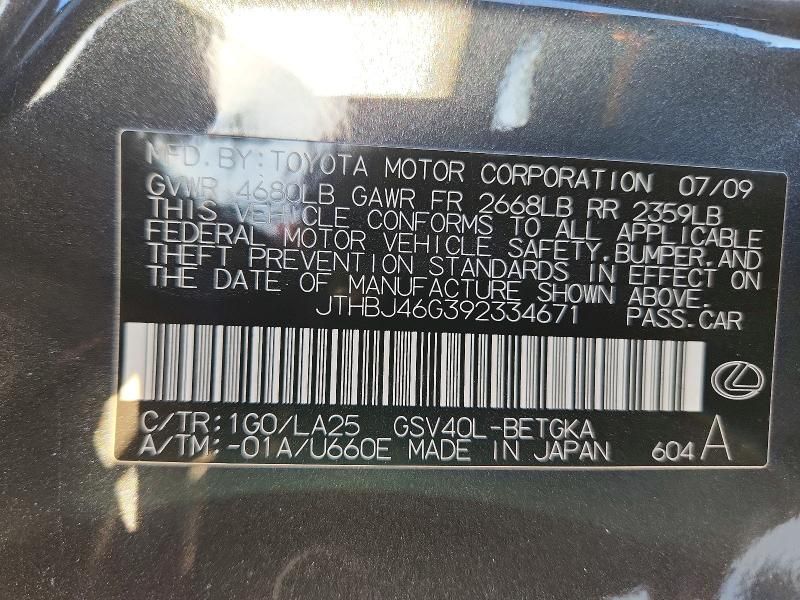 MFD. BY: TOYOTA MOTOR CORPORATION 07/09
GVWR 4680LB GAWR FR 2668LB RR 2359LB
THIS VEHICLE CONFORMS TO ALL APPLICABLE
FEDERAL MOTOR VEHICLE SAFETY.BUMPER.AND
THEFT PREVENTION STANDARDS IN EFFECT ON
THE DATE OF MANUFACTURE SHOWN ABOVE.
JTHBJ46G392334671 PASS.CAR
C/TR:1G0/LA25 GSV40L-BETGKA
A/TM:-01A/U660E MADE IN JAPAN 604 A